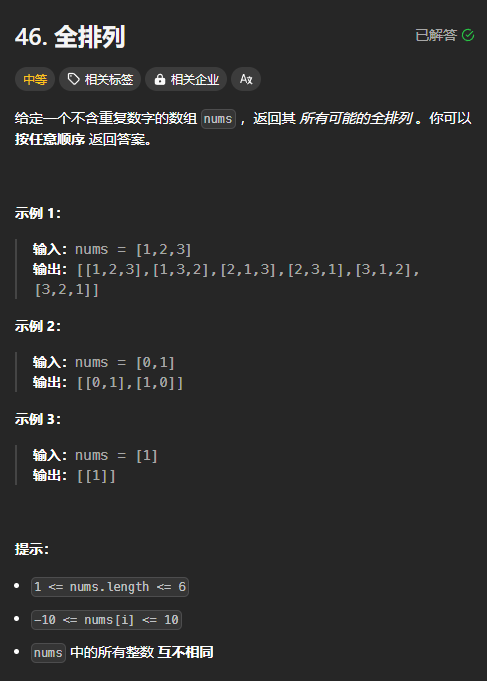 46. 全排列
已解答
中等 相关标签 相关企业 A文
给定一个不含重复数字的数组 nums ，返回其 所有可能的全排列 。你可以
按任意顺序 返回答案。
示例 1：
输入：nums = [1,2,3]
输出：[[1,2,3],[1,3,2],[2,1,3],[2,3,1],[3,1,2],
[3,2,1]]
示例 2：
输入：nums = [0,1]
输出：[[0,1],[1,0]]
示例 3：
输入：nums = [1]
输出：[[1]]
提示：
1 <= nums.length <= 6
-10 <= nums[i] <= 10
nums 中的所有整数 互不相同